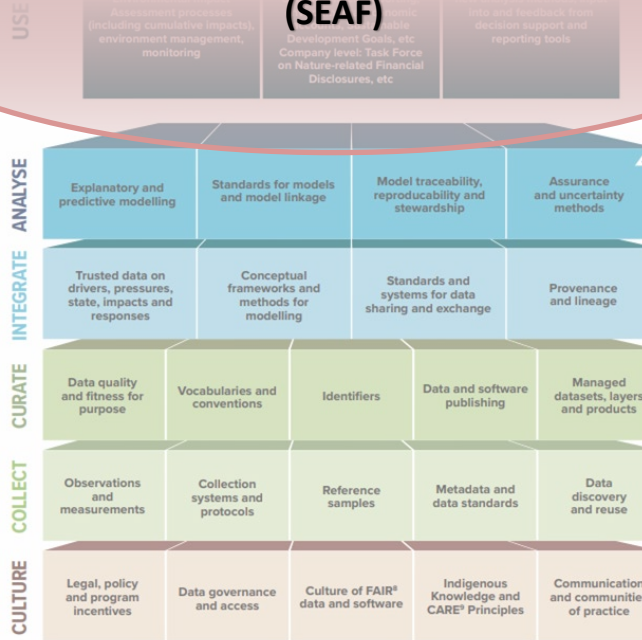 USE
Assessment processes
(including cumulative impacts),
environment management,
monitoring
(SEAF)
Development Goals, etc
Company level: Task Force
on Nature-related Financial
Disclosures, etc
into and feedback from
decision support and
reporting tools
ANALYSE
Explanatory and
predictive modelling
Standards for models
and model linkage
Model traceability,
reproducability and
stewardship
Assurance
and uncertainty
methods
INTEGRATE
Trusted data on
drivers, pressures,
state, impacts and
responses
Conceptual
frameworks and
methods for
modelling
Standards and
systems for data
sharing and exchange
Provenance
and lineage
CURATE
Data quality
and fitness for
purpose
Vocabularies and
conventions
Identifiers
Data and software
publishing
Managed
datasets, layers
and products
COLLECT
Observations
and
measurements
Collection
systems and
protocols
Reference
samples
Metadata and
data standards
Data
discovery
and reuse
CULTURE
Legal, policy
and program
incentives
Data governance
and access
Culture of FAIR⁸
data and software
Indigenous
Knowledge and
CARE⁹ Principles
Communication
and communitie
of practice